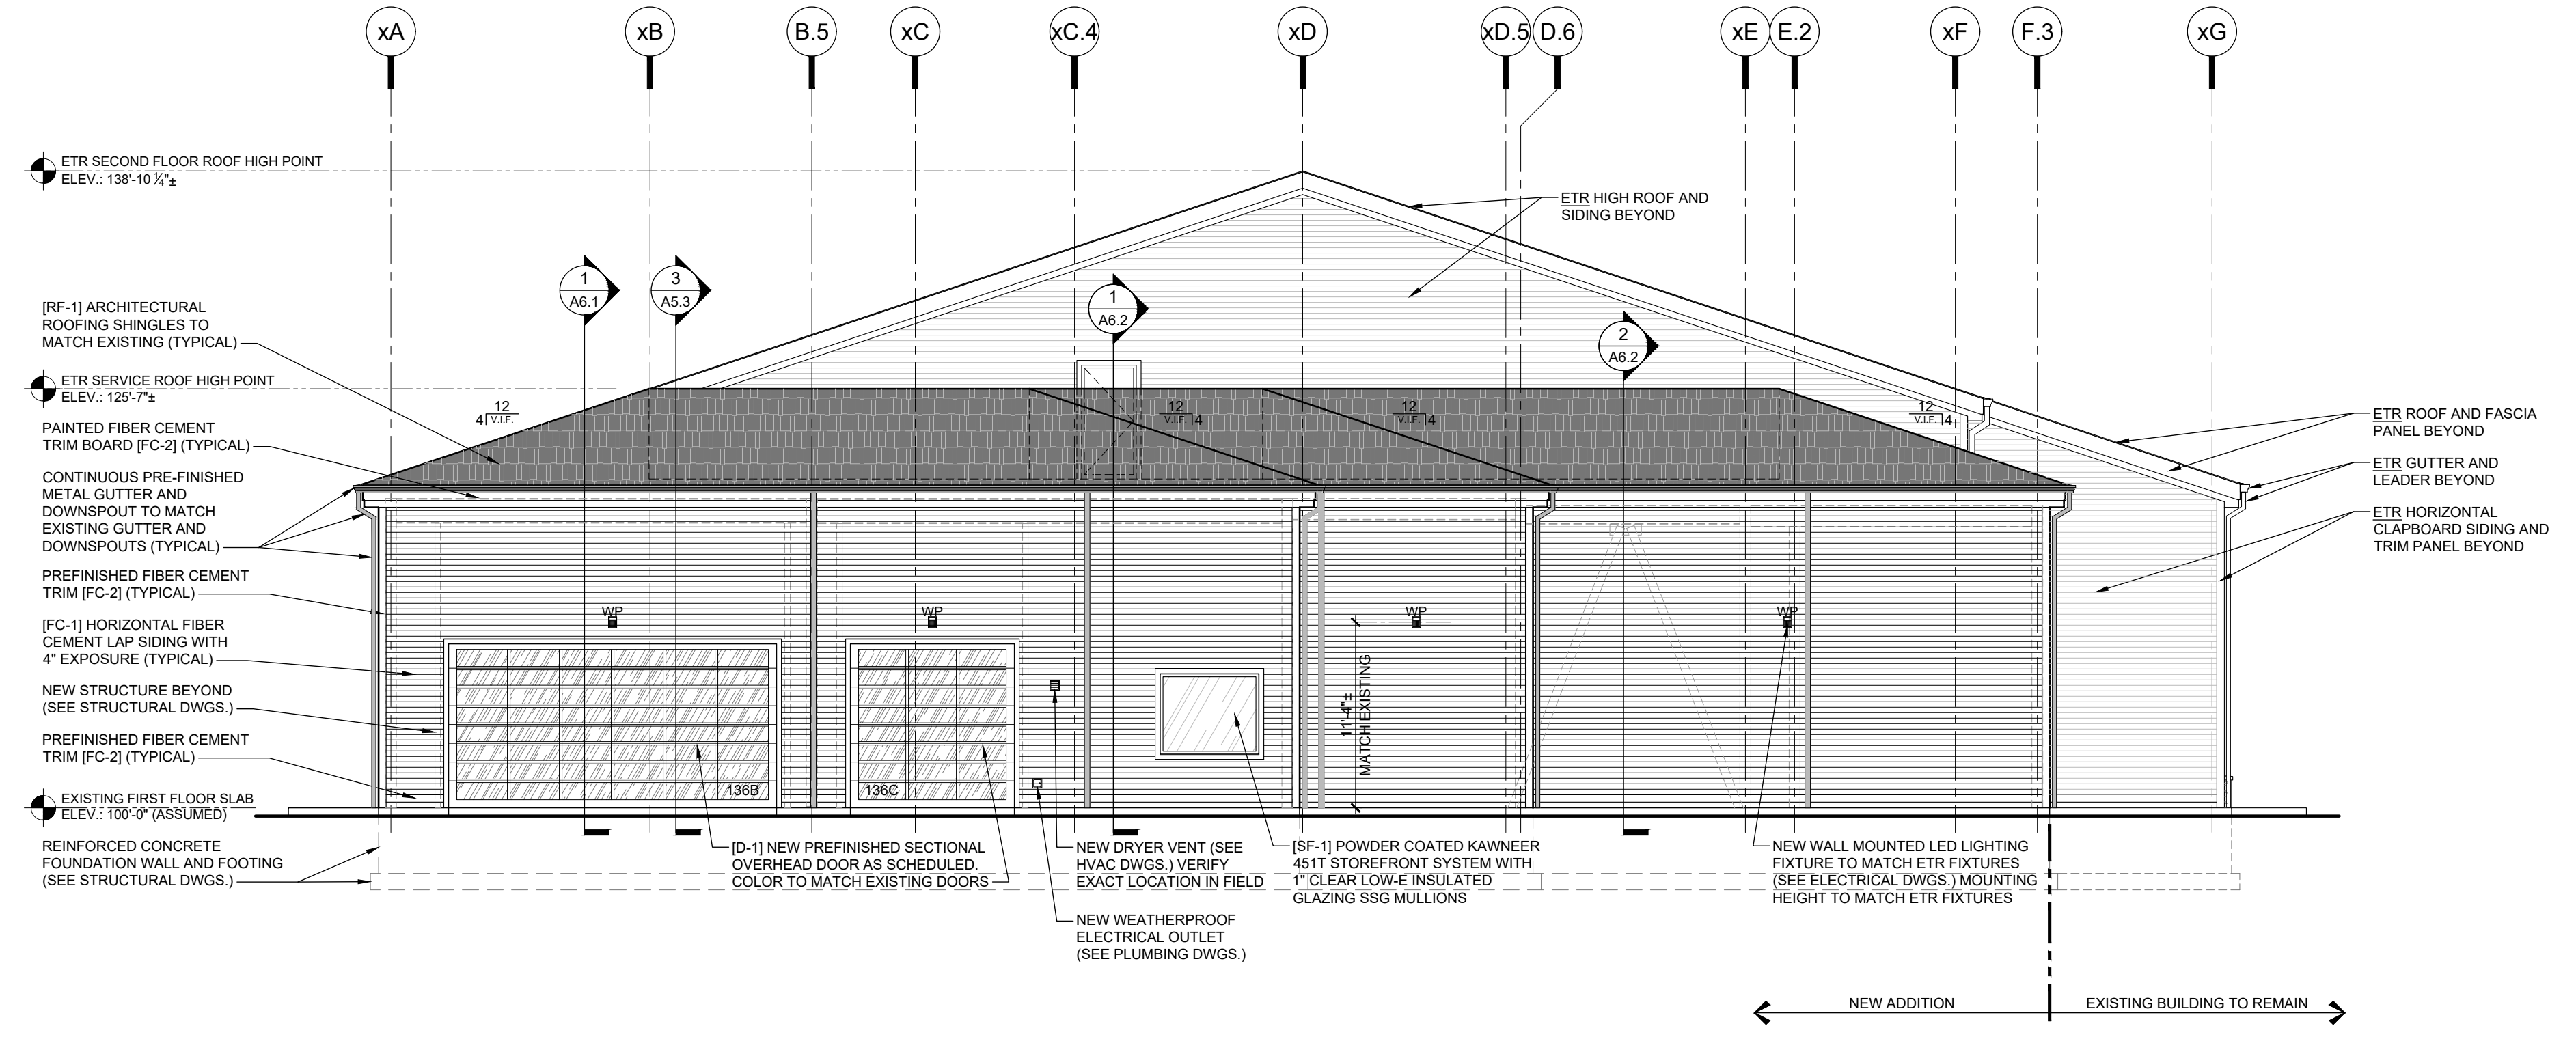 xA
xB
B.5
xC
xC.4
xD
xD.5
D.6
xE
E.2
xF
F.3
xG
ETR SECOND FLOOR ROOF HIGH POINT
ELEV.: 138'-10 ¼"±
ETR HIGH ROOF AND
SIDING BEYOND
1
A6.1
3
A5.3
1
A6.2
2
A6.2
[RF-1] ARCHITECTURAL
ROOFING SHINGLES TO
MATCH EXISTING (TYPICAL)
ETR SERVICE ROOF HIGH POINT
ELEV.: 125'-7"±
12
4
V.I.F.
12
V.I.F.
4
12
V.I.F.
4
12
V.I.F.
4
PAINTED FIBER CEMENT
TRIM BOARD [FC-2] (TYPICAL)
CONTINUOUS PRE-FINISHED
METAL GUTTER AND
DOWNSPOUT TO MATCH
EXISTING GUTTER AND
DOWNSPOUTS (TYPICAL)
PREFINISHED FIBER CEMENT
TRIM [FC-2] (TYPICAL)
[FC-1] HORIZONTAL FIBER
CEMENT LAP SIDING WITH
4" EXPOSURE (TYPICAL)
NEW STRUCTURE BEYOND
(SEE STRUCTURAL DWGS.)
PREFINISHED FIBER CEMENT
TRIM [FC-2] (TYPICAL)
EXISTING FIRST FLOOR SLAB
ELEV.: 100'-0" (ASSUMED)
REINFORCED CONCRETE
FOUNDATION WALL AND FOOTING
(SEE STRUCTURAL DWGS.)
ETR ROOF AND FASCIA
PANEL BEYOND
ETR GUTTER AND
LEADER BEYOND
ETR HORIZONTAL
CLAPBOARD SIDING AND
TRIM PANEL BEYOND
WP
WP
WP
WP
11'-4"±
MATCH EXISTING
136B
136C
[D-1] NEW PREFINISHED SECTIONAL
OVERHEAD DOOR AS SCHEDULED.
COLOR TO MATCH EXISTING DOORS
NEW DRYER VENT (SEE
HVAC DWGS.) VERIFY
EXACT LOCATION IN FIELD
NEW WEATHERPROOF
ELECTRICAL OUTLET
(SEE PLUMBING DWGS.)
[SF-1] POWDER COATED KAWNEER
451T STOREFRONT SYSTEM WITH
1" CLEAR LOW-E INSULATED
GLAZING SSG MULLIONS
NEW WALL MOUNTED LED LIGHTING
FIXTURE TO MATCH ETR FIXTURES
(SEE ELECTRICAL DWGS.) MOUNTING
HEIGHT TO MATCH ETR FIXTURES
NEW ADDITION
EXISTING BUILDING TO REMAIN